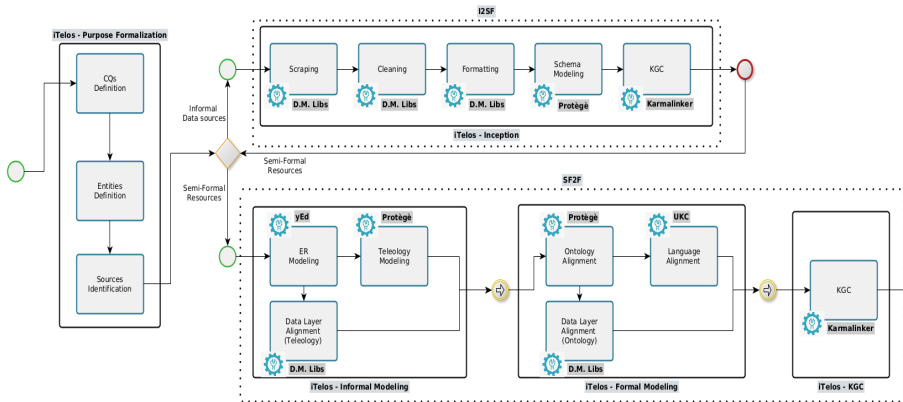 I2SF
iTelos - Purpose Formalization
CQs
Definition
Entities
Definition
Sources
Identification
Informal
Data sources
Scraping
D.M. Libs
Cleaning
D.M. Libs
Formatting
D.M. Libs
Schema
Modeling
Protègè
KGC
Karmalinker
iTelos - Inception
Semi-Formal
Resources
Semi-Formal
Resources
SF2F
yEd
ER
Modeling
Protègè
Teleology
Modeling
Data Layer
Alignment
(Teleology)
D.M. Libs
iTelos - Informal Modeling
Protègè
Ontology
Alignment
UKC
Language
Alignment
Data Layer
Alignment
(Ontology)
D.M. Libs
iTelos - Formal Modeling
KGC
Karmalinker
iTelos - KGC